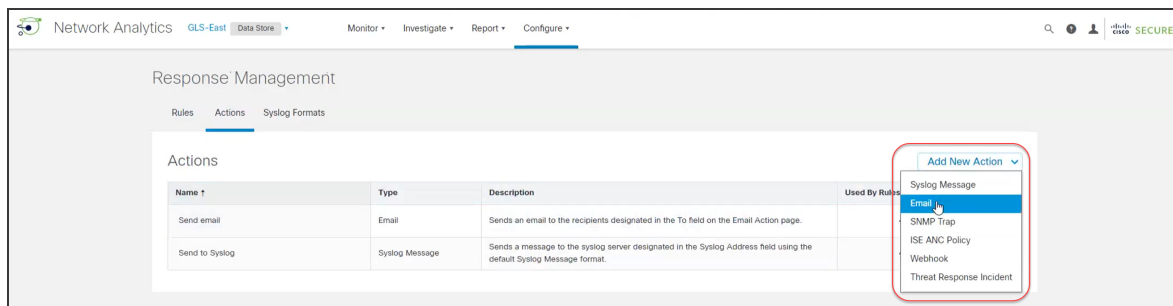 Network Analytics GLS-East Data Store Monitor Investigate Report Configure cisco SECURE
Response Management
Rules Actions Syslog Formats
Actions Add New Action
Name ↑ Type Description Used By Rules
Syslog Message
Email
SNMP Trap
ISE ANC Policy
Webhook
Threat Response Incident
Send email Email Sends an email to the recipients designated in the To field on the Email Action page.
Send to Syslog Syslog Message Sends a message to the syslog server designated in the Syslog Address field using the
default Syslog Message format.